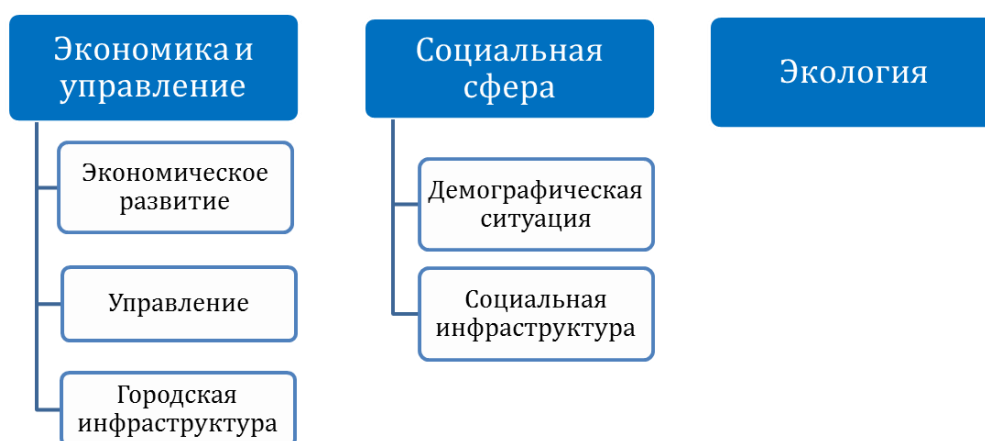 Экономика и
управление
Экономическое
развитие
Управление
Городская
инфраструктура
Социальная
сфера
Демографическая
ситуация
Социальная
инфраструктура
Экология